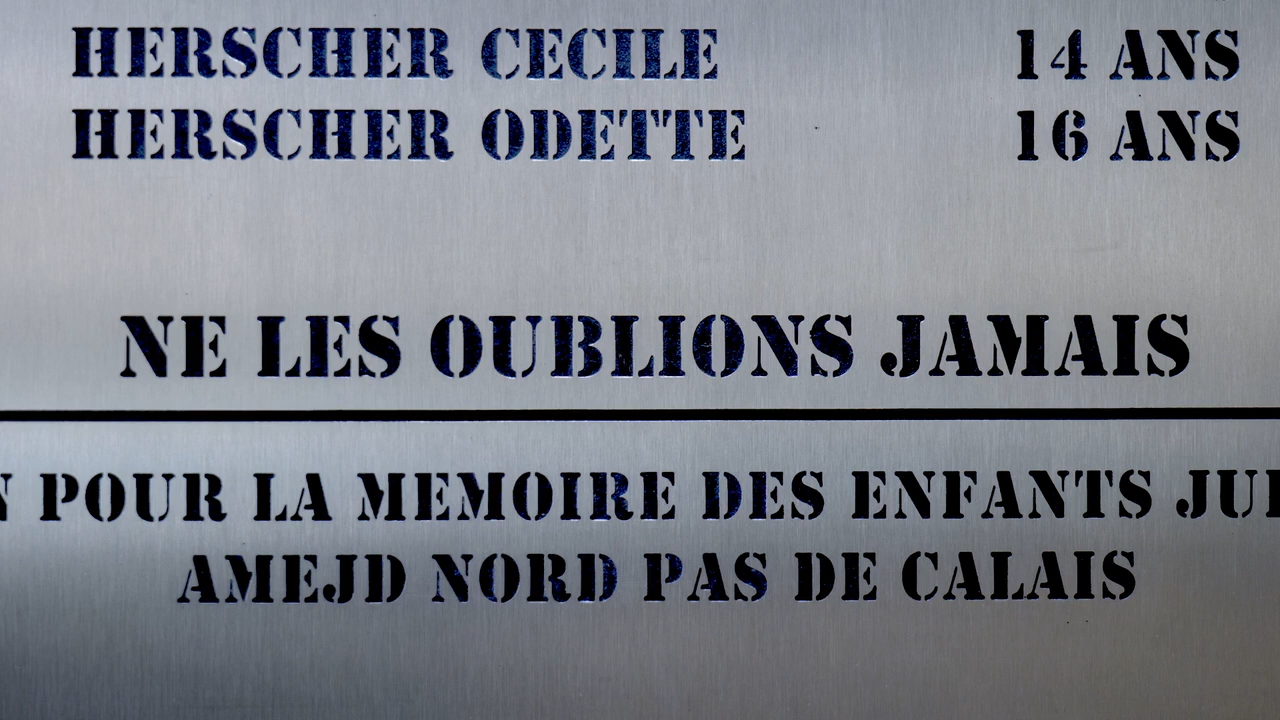 HERSCHER CECILE 14 ANS
HERSCHER ODETTE 16 ANS
NE LES OUBLIONS JAMAIS
POUR LA MEMOIRE DES ENFANTS
AMEJD NORD PAS DE CALAIS